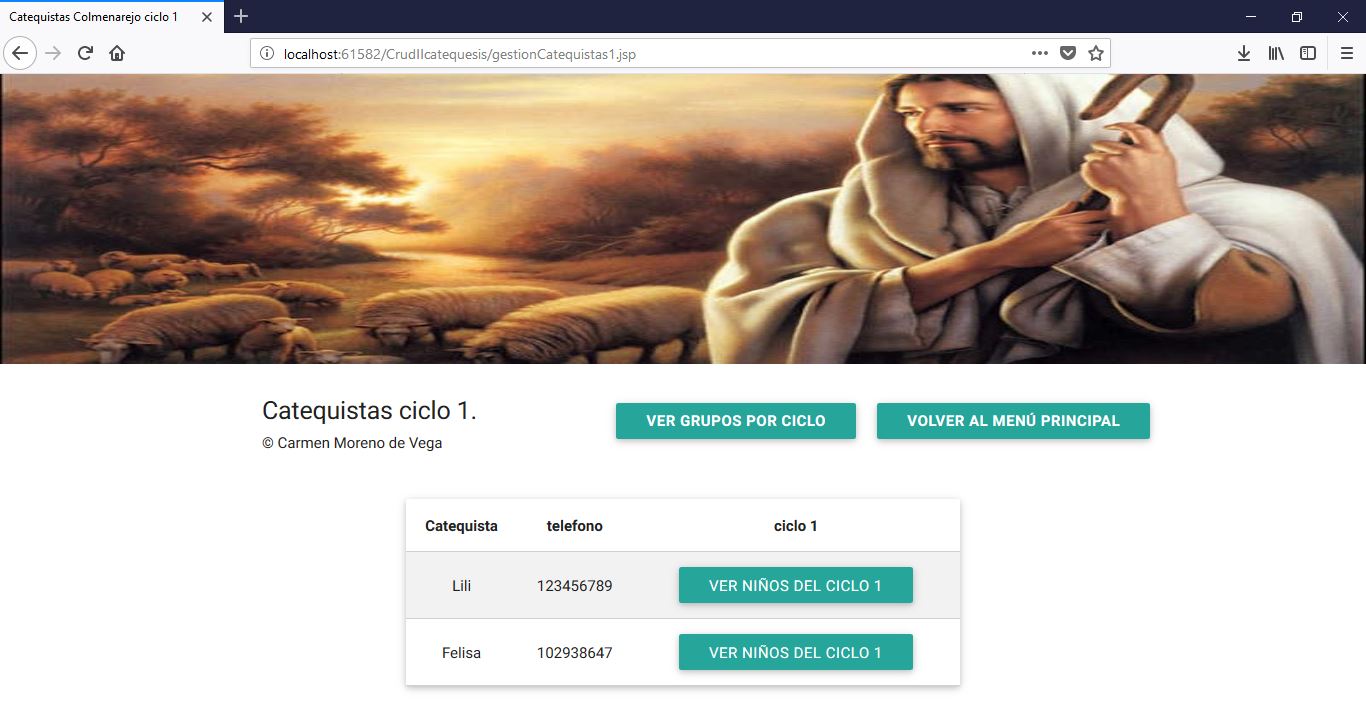 Catequistas Colmenarejo ciclo 1
localhost:61582/CrudIIcatequesis/gestionCatequistas1.jsp
Catequistas ciclo 1.
© Carmen Moreno de Vega
VER GRUPOS POR CICLO
VOLVER AL MENÚ PRINCIPAL
Catequista telefono ciclo 1
Lili 123456789 VER NIÑOS DEL CICLO 1
Felisa 102938647 VER NIÑOS DEL CICLO 1